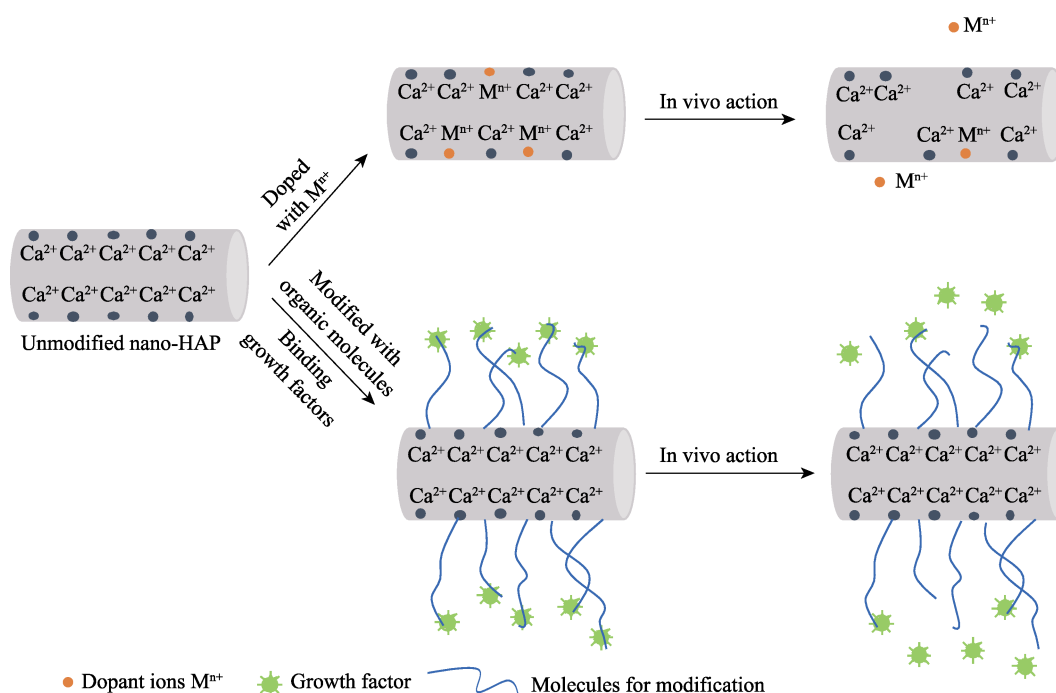 Mⁿ⁺
Ca²⁺ Ca²⁺ Mⁿ⁺ Ca²⁺ Ca²⁺
Ca²⁺ Mⁿ⁺ Ca²⁺ Mⁿ⁺ Ca²⁺
In vivo action
Ca²⁺ Ca²⁺ Ca²⁺ Ca²⁺
Ca²⁺ Ca²⁺ Mⁿ⁺ Ca²⁺
Mⁿ⁺
Doped
with Mⁿ⁺
Ca²⁺ Ca²⁺ Ca²⁺ Ca²⁺ Ca²⁺
Ca²⁺ Ca²⁺ Ca²⁺ Ca²⁺ Ca²⁺
Unmodified nano-HAP
Modified with
organic molecules
Binding
growth factors
Ca²⁺ Ca²⁺ Ca²⁺ Ca²⁺ Ca²⁺
Ca²⁺ Ca²⁺ Ca²⁺ Ca²⁺ Ca²⁺
In vivo action
Ca²⁺ Ca²⁺ Ca²⁺ Ca²⁺ Ca²⁺
Ca²⁺ Ca²⁺ Ca²⁺ Ca²⁺ Ca²⁺
Dopant ions Mⁿ⁺
Growth factor
Molecules for modification